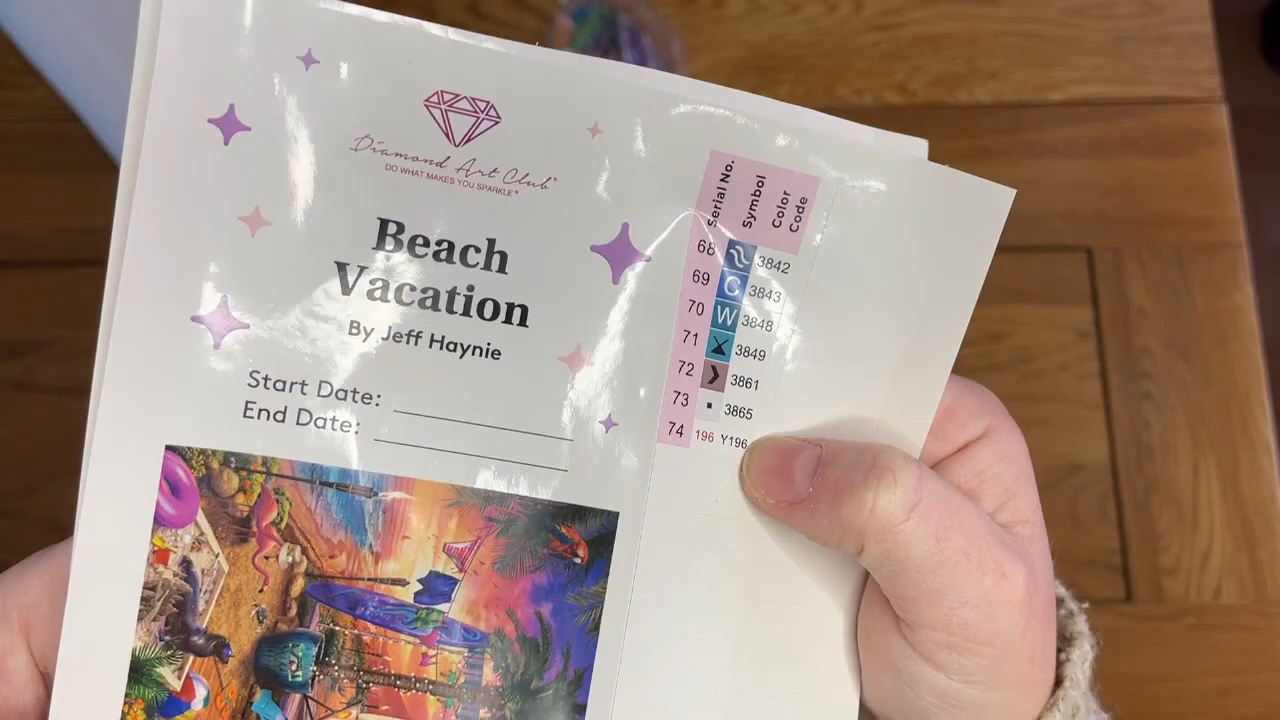 Diamond Art Club®
DO WHAT MAKES YOU SPARKLE®
Beach
Vacation
By Jeff Haynie
Start Date:
End Date:
Serial No. Symbol Color Code
68 3842
69 C 3843
70 W 3848
71 3849
72 3861
73 3865
74 196 Y196